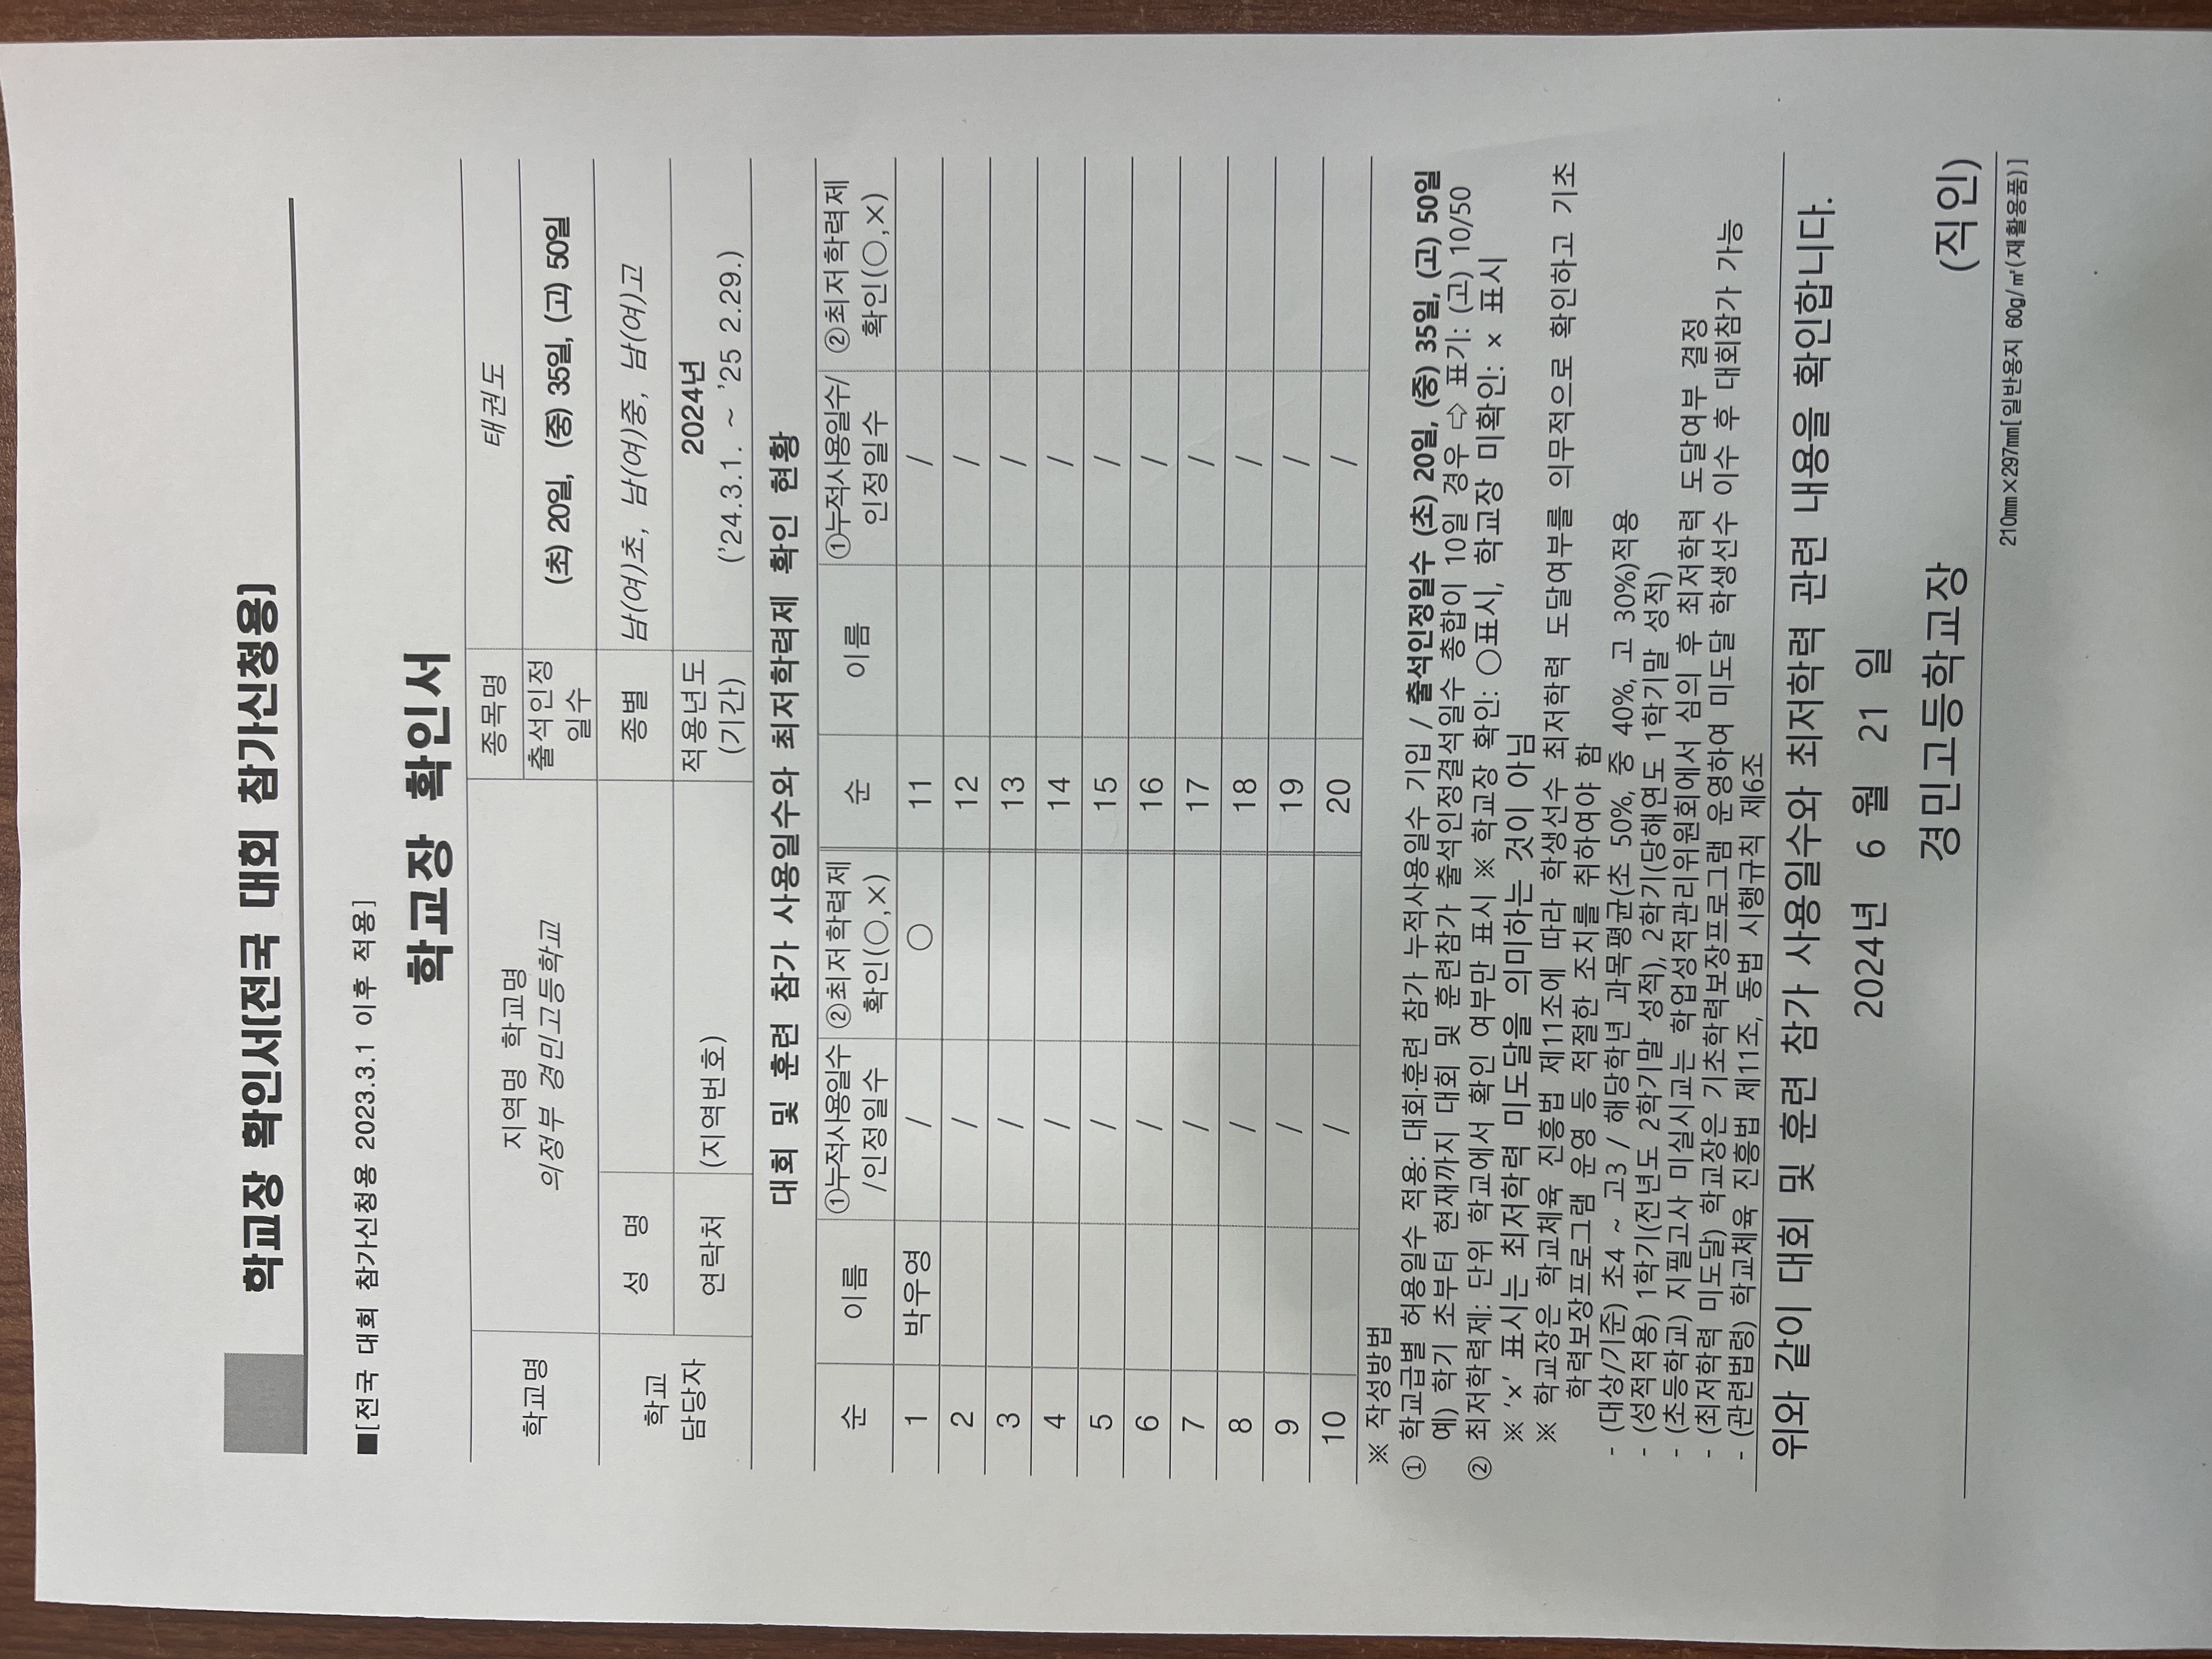 학교장 확인서(전국 대회 참가신청용)
■[전국 대회 참가신청용 2023.3.1 이후 적용]
학교장 확인서
학교명
지역명 학교명
의정부 경민고등학교
종목명
태권도
출석인정
일수
(초) 20일, (중) 35일, (고) 50일
학교
담당자
성 명
종별
남(여)초, 남(여)중, 남(여)고
연락처
(지역번호)
적용년도
(기간)
2024년
('24.3.1. ~ '25 2.29.)
대회 및 훈련 참가 사용일수와 최저학력제 확인 현황
순 이름 ①누적사용일수 ②최저학력제 순 이름 ①누적사용일수/ ②최저학력제
/인정일수 확인(○,×) 인정일수 확인(○,×)
1 박우영 / ○ 11 /
2 / 12 /
3 / 13 /
4 / 14 /
5 / 15 /
6 / 16 /
7 / 17 /
8 / 18 /
9 / 19 /
10 / 20 /
※ 작성방법
① 학교급별 허용일수 적용: 대회·훈련 참가 누적사용일수 기입 / 출석인정일수 (초) 20일, (중) 35일, (고) 50일
예) 학기 초부터 현재까지 대회 및 훈련참가 출석인정결석일수 총합이 10일 경우 ⇨ 표기: (고) 10/50
② 최저학력제: 단위 학교에서 확인 여부만 표시 ※ 학교장 확인: ○표시, 학교장 미확인: × 표시
※ '×' 표시는 최저학력 미도달을 의미하는 것이 아님
※ 학교장은 학교체육 진흥법 제11조에 따라 학생선수 최저학력 도달여부를 의무적으로 확인하고 기초
학력보장프로그램 운영 등 적절한 조치를 취하여야 함
- (대상/기준) 초4 ~ 고3 / 해당학년 과목평균(초 50%, 중 40%, 고 30%)적용
- (성적적용) 1학기(전년도 2학기말 성적), 2학기(당해연도 1학기말 성적)
- (초등학교) 지필고사 미실시교는 학업성적관리위원회에서 심의 후 최저학력 도달여부 결정
- (최저학력 미도달) 학교장은 기초학력보장프로그램 운영하여 미도달 학생선수 이수 후 대회참가 가능
- (관련법령) 학교체육 진흥법 제11조, 동법 시행규칙 제6조
위와 같이 대회 및 훈련 참가 사용일수와 최저학력 관련 내용을 확인합니다.
2024년 6 월 21 일
경민고등학교장 (직인)
210㎜×297㎜[일반용지 60g/㎡(재활용품)]